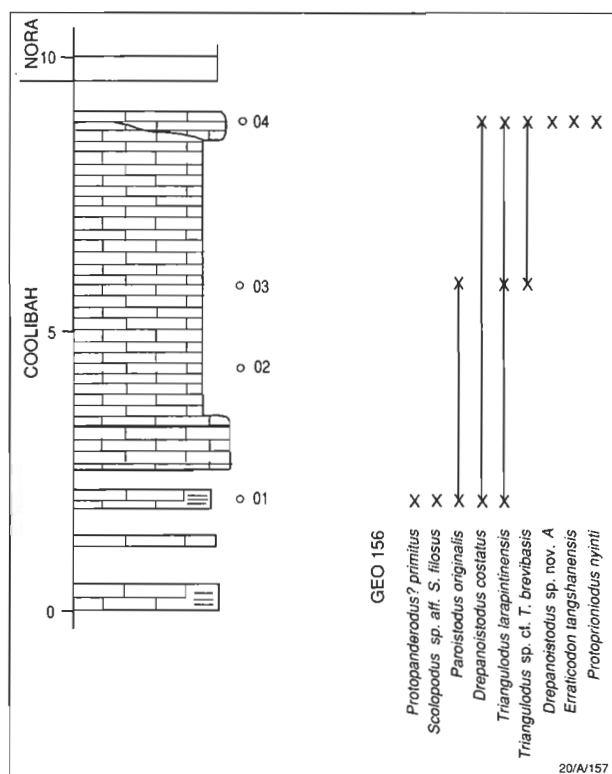 NORA
COOLIBAH
10
5
0
04
03
02
01
X X X X X X
X X X
X X X X X
GEO 156
Protopanderodus? primitus
Scolopodus sp. aff. S. filosus
Paroistodus originalis
Drepanoistodus costatus
Triangulodus larapintinensis
Triangulodus sp. cf. T. brevibasis
Drepanoistodus sp. nov. A
Erraticodon tangshanensis
Protoprioniodus nyinti
20/A/157